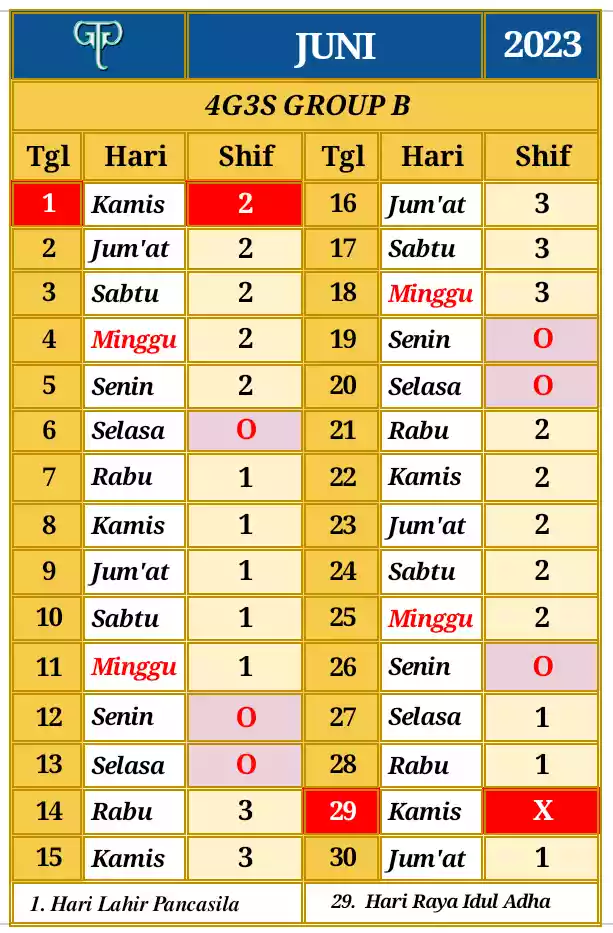 JUNI 2023
4G3S GROUP B
Tgl Hari Shif Tgl Hari Shif
1 Kamis 2 16 Jum'at 3
2 Jum'at 2 17 Sabtu 3
3 Sabtu 2 18 Minggu 3
4 Minggu 2 19 Senin O
5 Senin 2 20 Selasa O
6 Selasa O 21 Rabu 2
7 Rabu 1 22 Kamis 2
8 Kamis 1 23 Jum'at 2
9 Jum'at 1 24 Sabtu 2
10 Sabtu 1 25 Minggu 2
11 Minggu 1 26 Senin O
12 Senin O 27 Selasa 1
13 Selasa O 28 Rabu 1
14 Rabu 3 29 Kamis X
15 Kamis 3 30 Jum'at 1
1. Hari Lahir Pancasila 29. Hari Raya Idul Adha